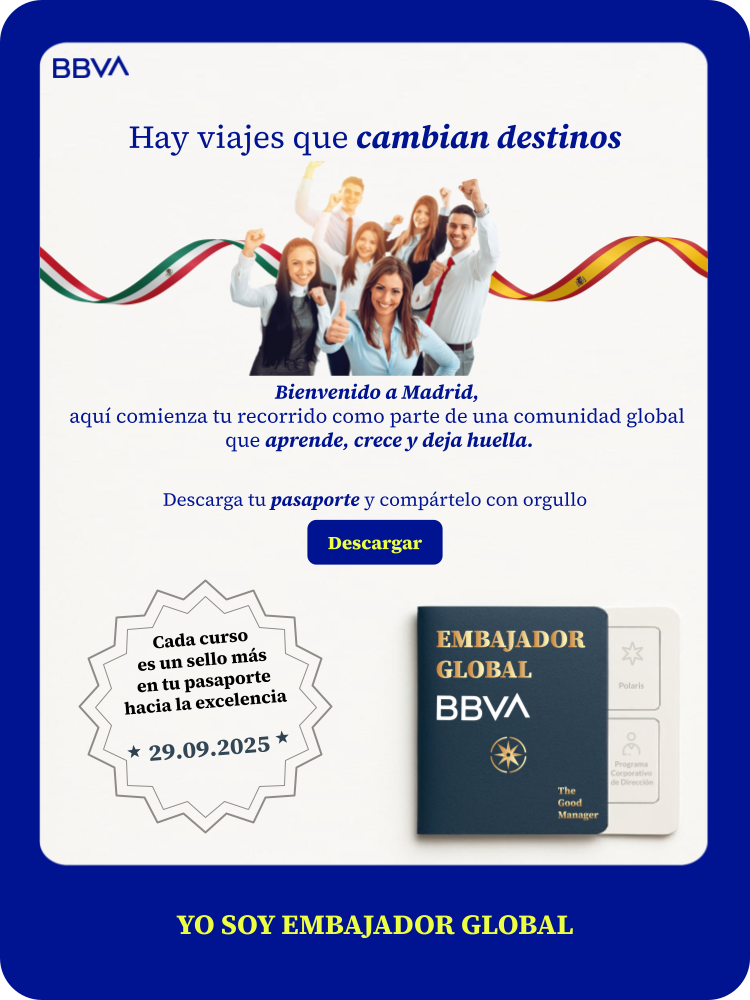 BBVA
Hay viajes que cambian destinos
Bienvenido a Madrid,
aquí comienza tu recorrido como parte de una comunidad global
que aprende, crece y deja huella.
Descarga tu pasaporte y compártelo con orgullo
Descargar
Cada curso
es un sello más
en tu pasaporte
hacia la excelencia
★ 29.09.2025 ★
EMBAJADOR
GLOBAL
BBVA
The
Good
Manager
Polaris
Programa
Corporativo
de Dirección
YO SOY EMBAJADOR GLOBAL